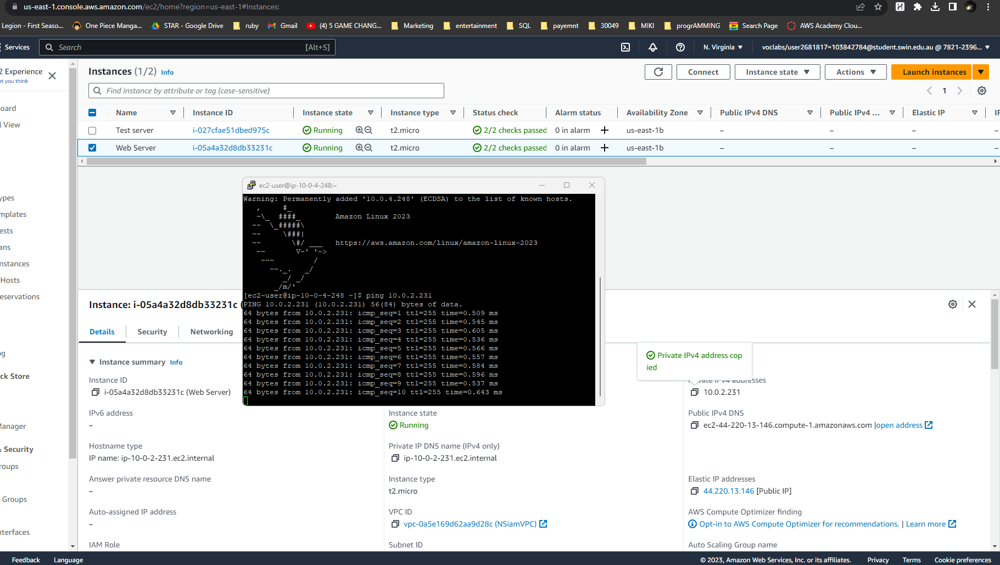 us-east-1.console.aws.amazon.com/ec2/home?region=us-east-1#Instances:
Legion - First Seaso...
One Piece Manga...
STAR - Google Drive
ruby
Gmail
(4) 5 GAME CHANG...
Marketing
entertainment
SQL
payemnt
30049
MIKI
progrAMMING
Search Page
AWS Academy Clou...
Services
Search
[Alt+S]
N. Virginia
voclabs/user2681817=103842784@student.swin.edu.au @ 7821-2396...
2 Experience
at you think
oard
l View
ypes
mplates
ests
ans
nstances
Hosts
eservations
og
ck Store
Manager
& Security
roups
Groups
nterfaces
Instances (1/2) Info
Connect
Instance state
Actions
Launch instances
Find instance by attribute or tag (case-sensitive)
1
Name
Instance ID
Instance state
Instance type
Status check
Alarm status
Availability Zone
Public IPv4 DNS
Public IPv4 ...
Elastic IP
IP
Test server
i-027cfae51dbed975c
Running
t2.micro
2/2 checks passed
0 in alarm
us-east-1b
–
–
–
–
Web Server
i-05a4a32d8db33231c
Running
t2.micro
2/2 checks passed
0 in alarm
us-east-1b
–
–
–
–
ec2-user@ip-10-0-4-248:~
Warning: Permanently added '10.0.4.248' (ECDSA) to the list of known hosts.
   ,     #_
   ~\_  ####_        Amazon Linux 2023
  ~~  \_#####\
  ~~     \###|
  ~~       \#/ ___   https://aws.amazon.com/linux/amazon-linux-2023
   ~~       V~' '->
    ~~~         /
      ~~._.   _/
         _/ _/
       _/m/'
[ec2-user@ip-10-0-4-248 ~]$ ping 10.0.2.231
PING 10.0.2.231 (10.0.2.231) 56(84) bytes of data.
64 bytes from 10.0.2.231: icmp_seq=1 ttl=255 time=0.509 ms
64 bytes from 10.0.2.231: icmp_seq=2 ttl=255 time=0.545 ms
64 bytes from 10.0.2.231: icmp_seq=3 ttl=255 time=0.605 ms
64 bytes from 10.0.2.231: icmp_seq=4 ttl=255 time=0.536 ms
64 bytes from 10.0.2.231: icmp_seq=5 ttl=255 time=0.566 ms
64 bytes from 10.0.2.231: icmp_seq=6 ttl=255 time=0.557 ms
64 bytes from 10.0.2.231: icmp_seq=7 ttl=255 time=0.584 ms
64 bytes from 10.0.2.231: icmp_seq=8 ttl=255 time=0.596 ms
64 bytes from 10.0.2.231: icmp_seq=9 ttl=255 time=0.537 ms
64 bytes from 10.0.2.231: icmp_seq=10 ttl=255 time=0.643 ms
Instance: i-05a4a32d8db33231c (
Details
Security
Networking
Instance summary Info
Private IPv4 address cop
ied
Instance ID
i-05a4a32d8db33231c (Web Server)
Private IPv4 addresses
10.0.2.231
IPv6 address
–
Instance state
Running
Public IPv4 DNS
ec2-44-220-13-146.compute-1.amazonaws.com |open address
Hostname type
IP name: ip-10-0-2-231.ec2.internal
Private IP DNS name (IPv4 only)
ip-10-0-2-231.ec2.internal
Answer private resource DNS name
–
Instance type
t2.micro
Elastic IP addresses
44.220.13.146 [Public IP]
Auto-assigned IP address
–
VPC ID
vpc-0a5e169d62aa9d28c (NSiamVPC)
AWS Compute Optimizer finding
Opt-in to AWS Compute Optimizer for recommendations. | Learn more
IAM Role
Subnet ID
Auto Scaling Group name
Feedback
Language
© 2023, Amazon Web Services, Inc. or its affiliates.
Privacy
Terms
Cookie preferences